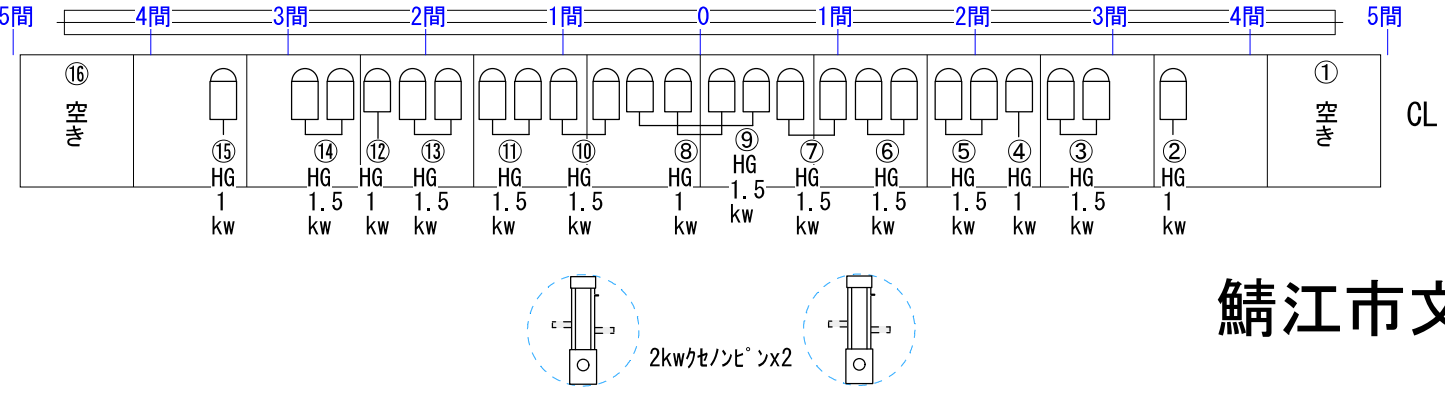 5間 4間 3間 2間 1間 0 1間 2間 3間 4間 5間
⑯ 空き
① 空き
CL
⑮ HG 1 kw
⑭ HG 1.5 kw
⑫ HG 1 kw
⑬ HG 1.5 kw
⑪ HG 1.5 kw
⑩ HG 1.5 kw
⑧ HG 1 kw
⑨ HG 1.5 kw
⑦ HG 1.5 kw
⑥ HG 1.5 kw
⑤ HG 1.5 kw
④ HG 1 kw
③ HG 1.5 kw
② HG 1 kw
2kwクセノンピンx2
鯖江市文